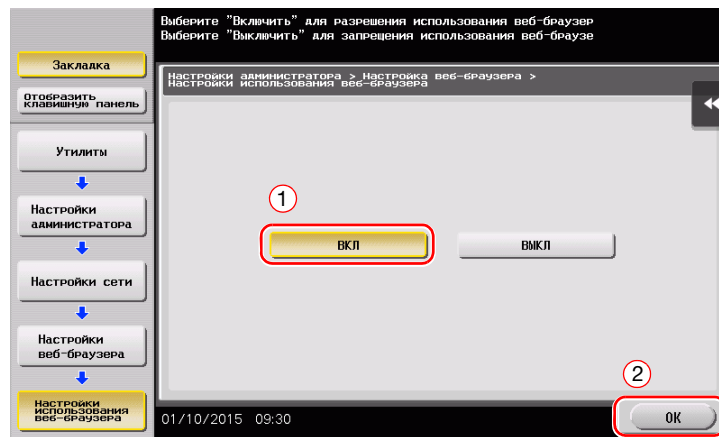 Выберите "Включить" для разрешения использования веб-браузер
Выберите "Выключить" для запрещения использования веб-браузе
Закладка
Отобразить
клавишную панель
Настройки администратора > Настройка веб-браузера >
Настройки использования веб-браузера
Утилиты
Настройки
администратора
Настройки сети
Настройки
веб-браузера
Настройки
использования
веб-браузера
1
ВКЛ
ВЫКЛ
2
01/10/2015 09:30
OK